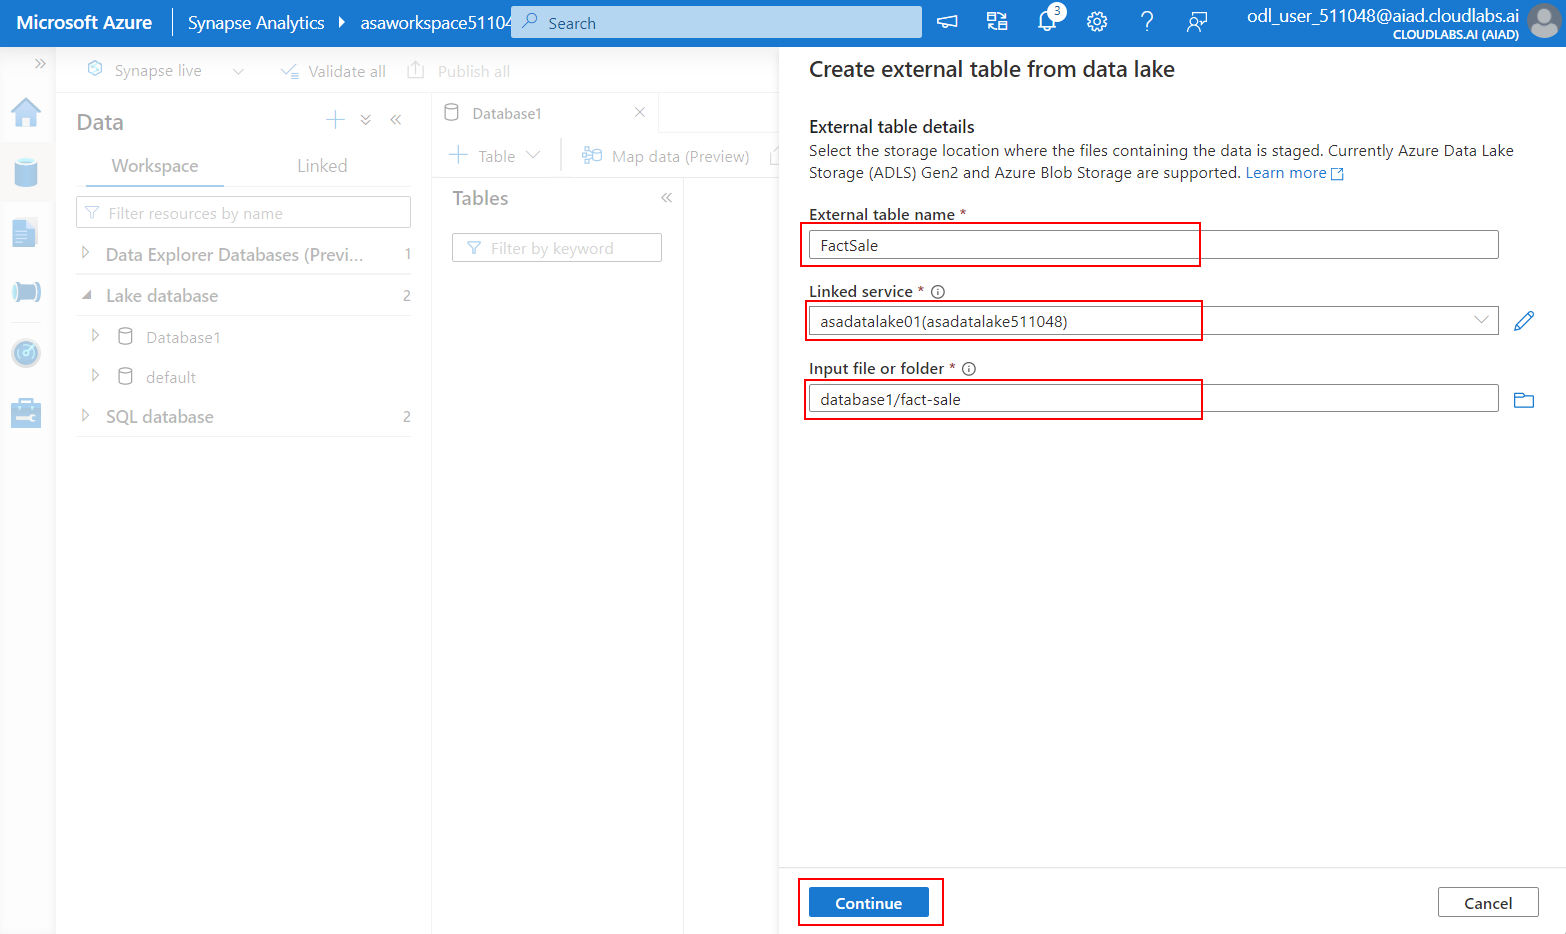 Microsoft Azure
Synapse Analytics
asaworkspace51104
Search
3
odl_user_511048@aiad.cloudlabs.ai
CLOUDLABS.AI (AIAD)
Synapse live
Validate all
Publish all
Data
Workspace
Linked
Filter resources by name
Data Explorer Databases (Previ... 1
Lake database 2
Database1
default
SQL database 2
Database1
Table
Map data (Preview)
Tables
Filter by keyword
Create external table from data lake
External table details
Select the storage location where the files containing the data is staged. Currently Azure Data Lake
Storage (ADLS) Gen2 and Azure Blob Storage are supported. Learn more
External table name *
FactSale
Linked service *
asadatalake01(asadatalake511048)
Input file or folder *
database1/fact-sale
Continue
Cancel